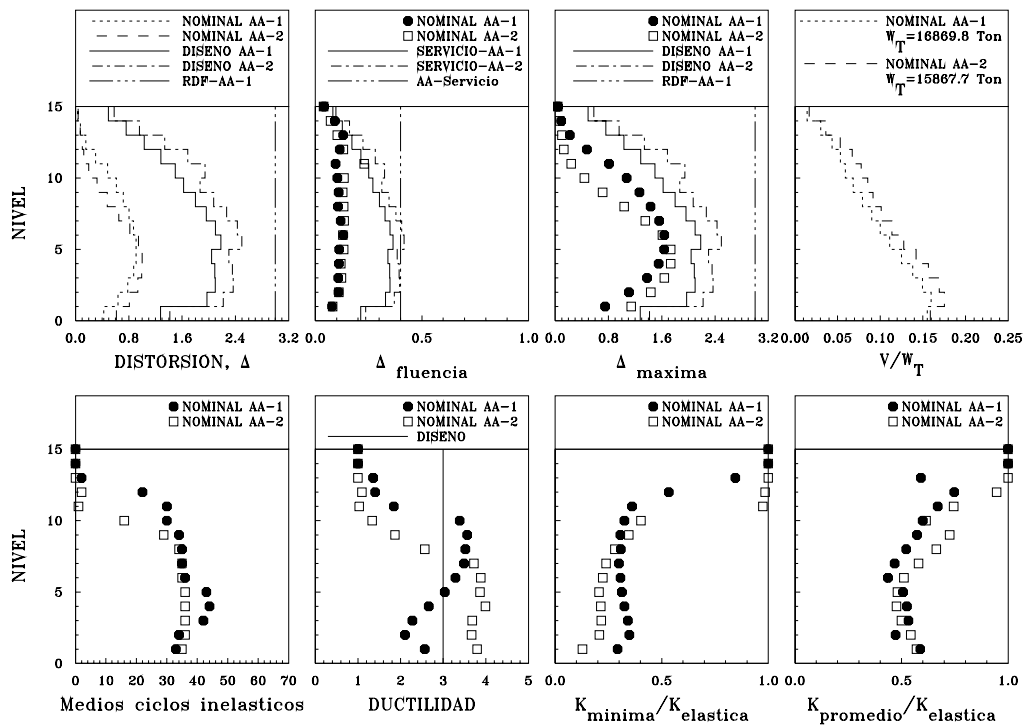 NOMINAL AA-1
NOMINAL AA-2
DISENO AA-1
DISENO AA-2
RDF-AA-1
NIVEL
15
10
5
0
0.0 0.8 1.6 2.4 3.2
DISTORSION, Δ
NOMINAL AA-1
NOMINAL AA-2
SERVICIO-AA-1
SERVICIO-AA-2
AA-Servicio
0.0 0.5 1.0
Δ fluencia
NOMINAL AA-1
NOMINAL AA-2
DISENO AA-1
DISENO AA-2
RDF-AA-1
0.0 0.8 1.6 2.4 3.2
Δ maxima
NOMINAL AA-1
W_T=16869.8 Ton
NOMINAL AA-2
W_T=15867.7 Ton
0.00 0.05 0.10 0.15 0.20 0.25
V/W_T
NOMINAL AA-1
NOMINAL AA-2
NIVEL
15
10
5
0
0 10 20 30 40 50 60 70
Medios ciclos inelasticos
NOMINAL AA-1
NOMINAL AA-2
DISENO
0 1 2 3 4 5
DUCTILIDAD
NOMINAL AA-1
NOMINAL AA-2
0.0 1.0
K minima/K elastica
NOMINAL AA-1
NOMINAL AA-2
0.0 0.5 1.0
K promedio/K elastica